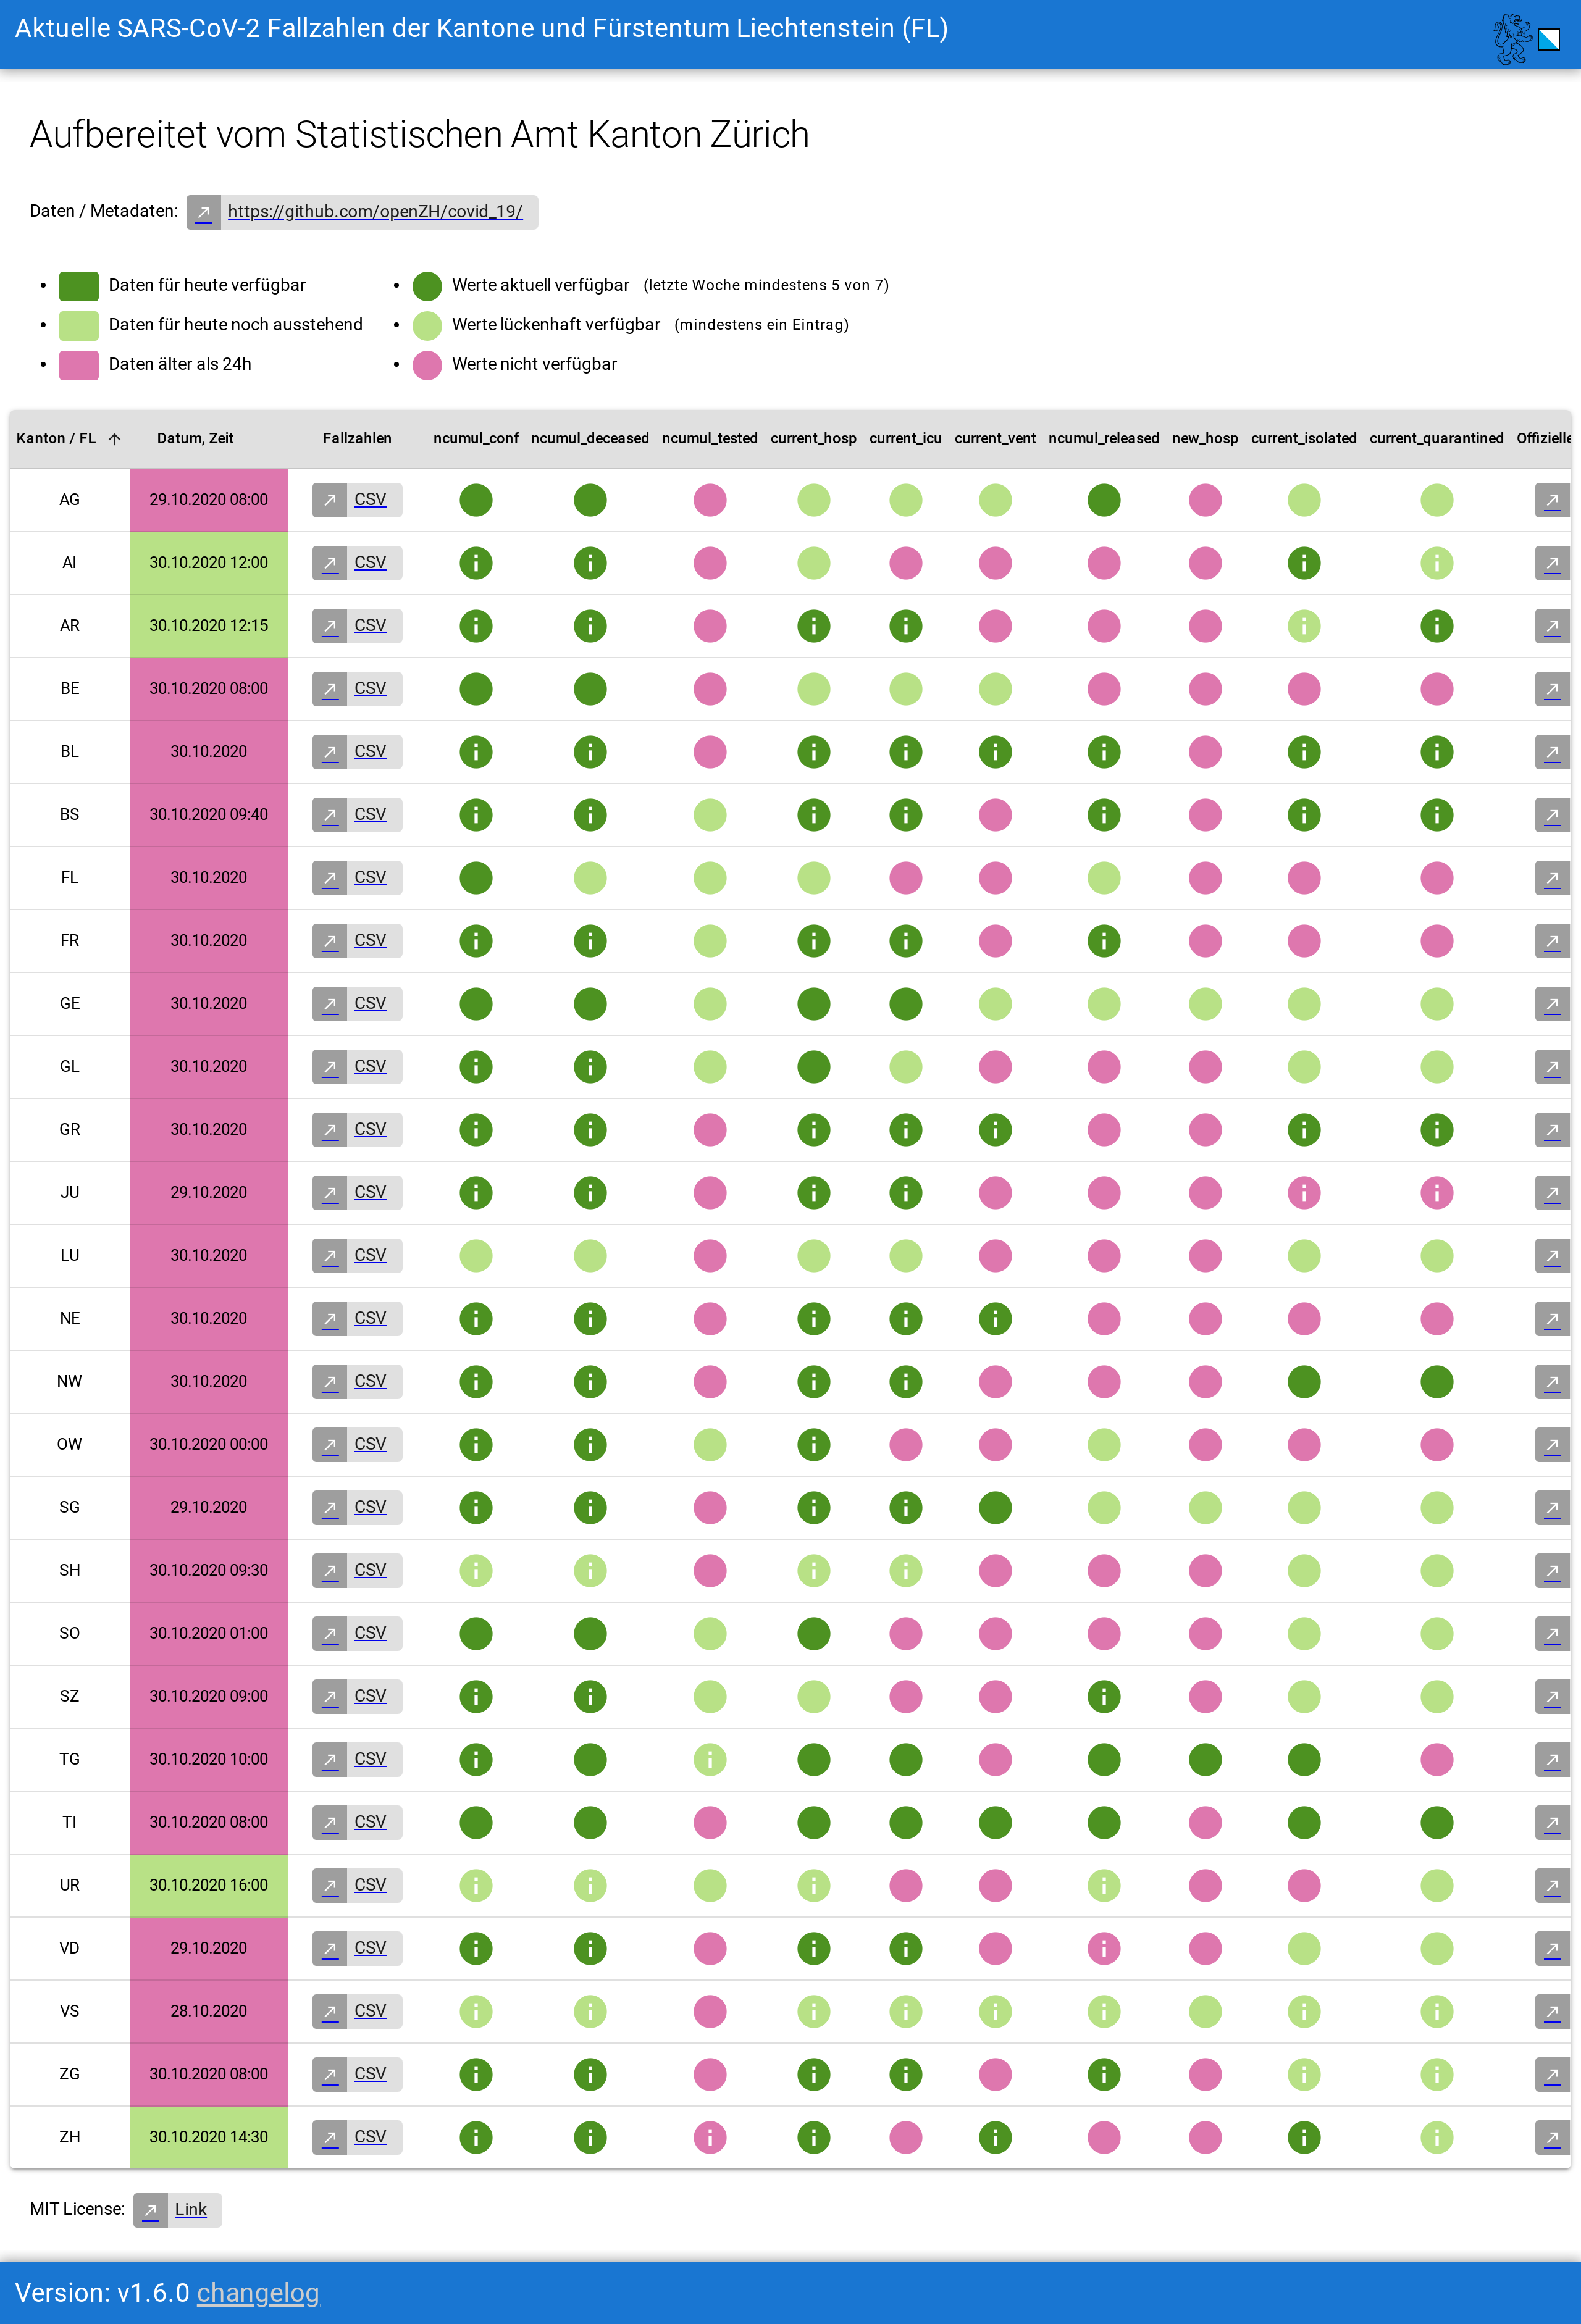 Aktuelle SARS-CoV-2 Fallzahlen der Kantone und Fürstentum Liechtenstein (FL)
Aufbereitet vom Statistischen Amt Kanton Zürich
Daten / Metadaten: https://github.com/openZH/covid_19/
Daten für heute verfügbar
Daten für heute noch ausstehend
Daten älter als 24h
Werte aktuell verfügbar (letzte Woche mindestens 5 von 7)
Werte lückenhaft verfügbar (mindestens ein Eintrag)
Werte nicht verfügbar
Kanton / FL Datum, Zeit Fallzahlen ncumul_conf ncumul_deceased ncumul_tested current_hosp current_icu current_vent ncumul_released new_hosp current_isolated current_quarantined Offizielle
AG 29.10.2020 08:00 CSV
AI 30.10.2020 12:00 CSV
AR 30.10.2020 12:15 CSV
BE 30.10.2020 08:00 CSV
BL 30.10.2020 CSV
BS 30.10.2020 09:40 CSV
FL 30.10.2020 CSV
FR 30.10.2020 CSV
GE 30.10.2020 CSV
GL 30.10.2020 CSV
GR 30.10.2020 CSV
JU 29.10.2020 CSV
LU 30.10.2020 CSV
NE 30.10.2020 CSV
NW 30.10.2020 CSV
OW 30.10.2020 00:00 CSV
SG 29.10.2020 CSV
SH 30.10.2020 09:30 CSV
SO 30.10.2020 01:00 CSV
SZ 30.10.2020 09:00 CSV
TG 30.10.2020 10:00 CSV
TI 30.10.2020 08:00 CSV
UR 30.10.2020 16:00 CSV
VD 29.10.2020 CSV
VS 28.10.2020 CSV
ZG 30.10.2020 08:00 CSV
ZH 30.10.2020 14:30 CSV
MIT License: Link
Version: v1.6.0 changelog